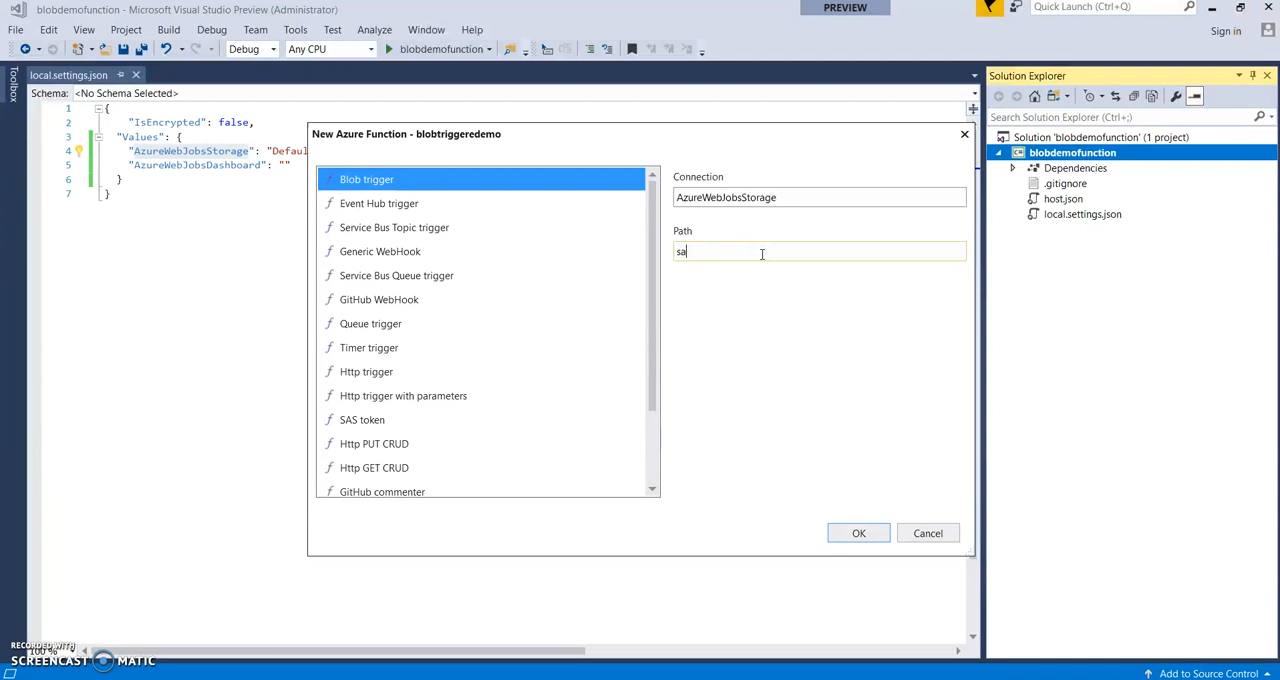 blobdemofunction - Microsoft Visual Studio Preview (Administrator)
PREVIEW
Quick Launch (Ctrl+Q)
File Edit View Project Build Debug Team Tools Test Analyze Window Help
Sign in
Debug Any CPU blobdemofunction
Toolbox
local.settings.json
Schema: <No Schema Selected>
1 {
2 "IsEncrypted": false,
3 "Values": {
4 "AzureWebJobsStorage": "Defaul
5 "AzureWebJobsDashboard": ""
6 }
7 }
New Azure Function - blobtriggeredemo
Blob trigger
Event Hub trigger
Service Bus Topic trigger
Generic WebHook
Service Bus Queue trigger
GitHub WebHook
Queue trigger
Timer trigger
Http trigger
Http trigger with parameters
SAS token
Http PUT CRUD
Http GET CRUD
GitHub commenter
Connection
AzureWebJobsStorage
Path
sa
OK Cancel
Solution Explorer
Search Solution Explorer (Ctrl+;)
Solution 'blobdemofunction' (1 project)
blobdemofunction
Dependencies
.gitignore
host.json
local.settings.json
RECORDED WITH
SCREENCAST MATIC
100 %
Add to Source Control